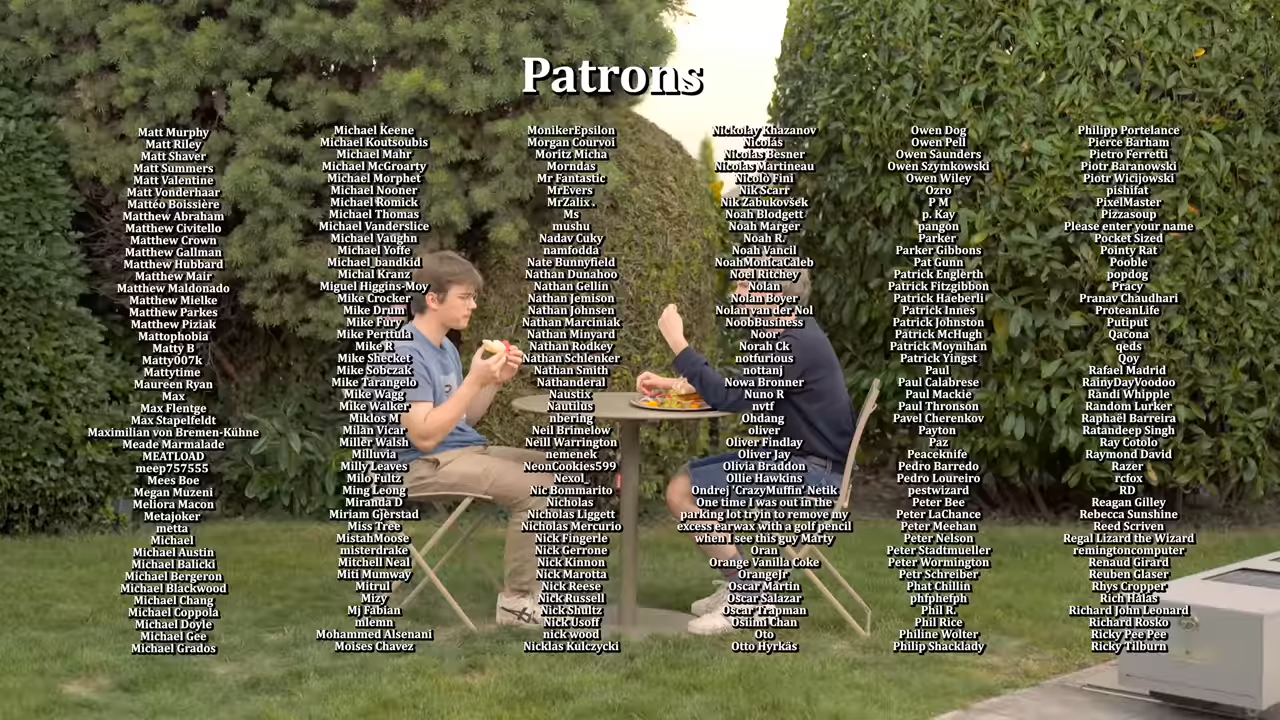 Patrons
Matt Murphy
Matt Riley
Matt Shaver
Matt Summers
Matt Valentine
Matt Vonderhaar
Mattéo Boissière
Matthew Abraham
Matthew Civitello
Matthew Crown
Matthew Gallman
Matthew Hubbard
Matthew Mair
Matthew Maldonado
Matthew Mielke
Matthew Parkes
Matthew Piziak
Mattophobia
Matty B
Matty007k
Mattytime
Maureen Ryan
Max
Max Flentge
Max Stapelfeldt
Maximilian von Bremen-Kühne
Meade Marmalade
MEATLOAD
meep757555
Mees Boe
Megan Muzeni
Meliora Macon
Metajoker
metta
Michael
Michael Austin
Michael Balicki
Michael Bergeron
Michael Blackwood
Michael Chang
Michael Coppola
Michael Doyle
Michael Gee
Michael Grados
Michael Keene
Michael Koutsoubis
Michael Mahr
Michael McGroarty
Michael Morphet
Michael Nooner
Michael Romick
Michael Thomas
Michael Vanderslice
Michael Vaughn
Michael Yoffe
Michael_bandkid
Michal Kranz
Miguel Higgins-Moy
Mike Crocker
Mike Drum
Mike Fury
Mike Perttula
Mike R
Mike Shecket
Mike Sobczak
Mike Tarangelo
Mike Wagg
Mike Walker
Miklos M
Milan Vicar
Miller Walsh
Milluvia
Milly Leaves
Milo Fultz
Ming Leong
Miranda D
Miriam Gjerstad
Miss Tree
MistahMoose
misterdrake
Mitchell Neal
Miti Mumway
Mitrul
Mizy
Mj Fabian
mlemn
Mohammed Alsenani
Moises Chavez
MonikerEpsilon
Morgan Courvoi
Moritz Micha
Morndas
Mr Fantastic
MrEvers
MrZalix .
Ms
mushu
Nadav Cuky
namfodda
Nate Bunnyfield
Nathan Dunahoo
Nathan Gellin
Nathan Jemison
Nathan Johnsen
Nathan Marciniak
Nathan Minyard
Nathan Rodkey
Nathan Schlenker
Nathan Smith
Nathanderal
Naustix
Nautilus
nbering
Neil Brimelow
Neill Warrington
nemenek
NeonCookies599
Nexol_
Nic Bommarito
Nicholas
Nicholas Liggett
Nicholas Mercurio
Nick Fingerle
Nick Gerrone
Nick Kinnon
Nick Marotta
Nick Reese
Nick Russell
Nick Shultz
Nick Usoff
nick wood
Nicklas Kulczycki
Nickolay Khazanov
Nicolás
Nicolas Besner
Nicolas Martineau
Nicolò Fini
Nik Scarr
Nik Zabukovšek
Noah Blodgett
Noah Marger
Noah R.
Noah Vancil
NoahMonicaCaleb
Noel Ritchey
Nolan
Nolan Boyer
Nolan van der Nol
NoobBusiness
Noor
Norah Ck
notfurious
nottanj
Nowa Bronner
Nuno R
nvtf
Ohdang
oliver
Oliver Findlay
Oliver Jay
Olivia Braddon
Ollie Hawkins
Ondrej 'CrazyMuffin' Netik
One time I was out in the
parking lot tryin to remove my
excess earwax with a golf pencil
when I see this guy Marty
Oran
Orange Vanilla Coke
OrangeJr
Oscar Martin
Oscar Salazar
Oscar Trapman
Osiimi Chan
Oto
Otto Hyrkäs
Owen Dog
Owen Pell
Owen Saunders
Owen Szymkowski
Owen Wiley
Ozro
P M
p. Kay
pangon
Parker
Parker Gibbons
Pat Gunn
Patrick Englerth
Patrick Fitzgibbon
Patrick Haeberli
Patrick Innes
Patrick Johnston
Patrick McHugh
Patrick Moynihan
Patrick Yingst
Paul
Paul Calabrese
Paul Mackie
Paul Thronson
Pavel Cherenkov
Payton
Paz
Peaceknife
Pedro Barredo
Pedro Loureiro
pestwizard
Peter Bee
Peter LaChance
Peter Meehan
Peter Nelson
Peter Stadtmueller
Peter Wormington
Petr Schreiber
Phat Chillin
phfphefph
Phil R.
Phil Rice
Philine Wolter
Philip Shacklady
Philipp Portelance
Pierce Barham
Pietro Ferretti
Piotr Baranowski
Piotr Wicijowski
pishifat
PixelMaster
Pizzasoup
Please enter your name
Pocket Sized
Pointy Rat
Pooble
popdog
Pracy
Pranav Chaudhari
ProteanLife
Putiput
Qacona
qeds
Qoy
Rafael Madrid
RainyDayVoodoo
Rändi Whipple
Random Lurker
Raphaël Barreira
Ratandeep Singh
Ray Cotolo
Raymond David
Razer
rcfox
RD
Reagan Gilley
Rebecca Sunshine
Reed Scriven
Regal Lizard the Wizard
remingtoncomputer
Renaud Girard
Reuben Glaser
Rhys Cropper
Rich Halas
Richard John Leonard
Richard Rosko
Ricky Pee Pee
Ricky Tilburn